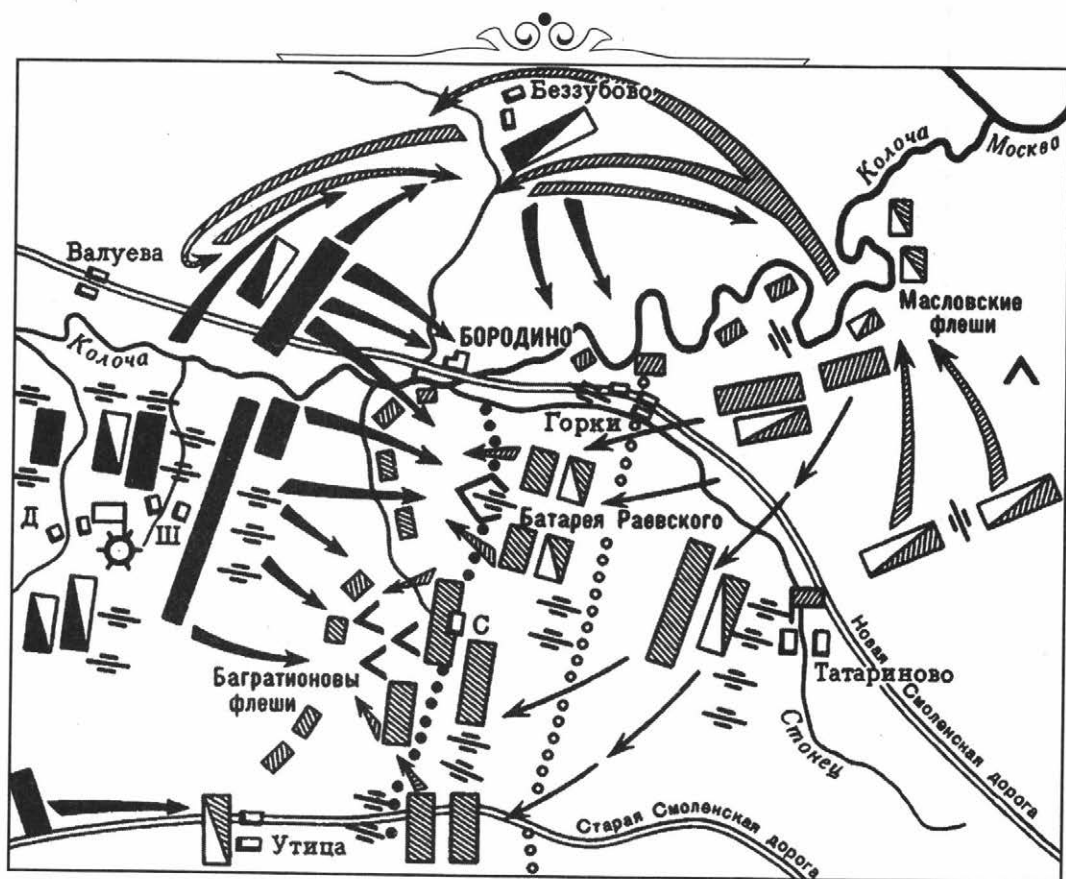 Беззубово
Колоча
Москва
Валуева
Колоча
БОРОДИНО
Масловские
флеши
Горки
Д
Ш
Батарея Раевского
С
Багратионовы
флеши
Татариново
Стонец
Новая Смоленская дорога
Утица
Старая Смоленская дорога